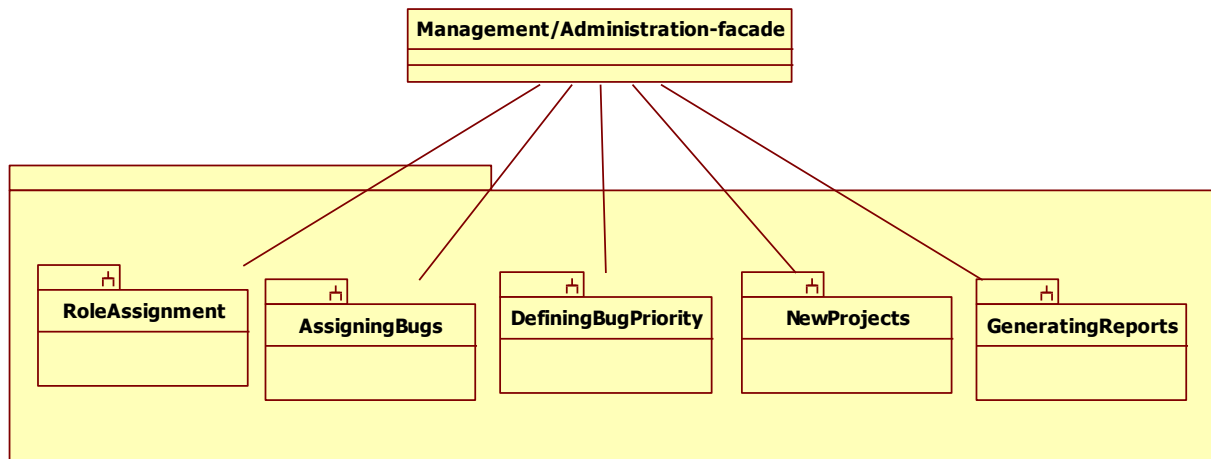 Management/Administration-facade
RoleAssignment
AssigningBugs
DefiningBugPriority
NewProjects
GeneratingReports